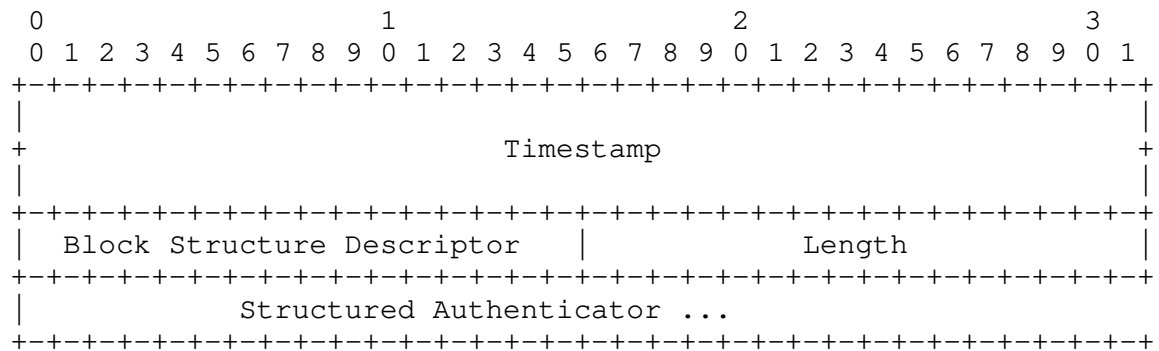 0                   1                   2                   3
 0 1 2 3 4 5 6 7 8 9 0 1 2 3 4 5 6 7 8 9 0 1 2 3 4 5 6 7 8 9 0 1
+-+-+-+-+-+-+-+-+-+-+-+-+-+-+-+-+-+-+-+-+-+-+-+-+-+-+-+-+-+-+-+-+
|                                                               |
+                           Timestamp                           +
|                                                               |
+-+-+-+-+-+-+-+-+-+-+-+-+-+-+-+-+-+-+-+-+-+-+-+-+-+-+-+-+-+-+-+-+
|  Block Structure Descriptor   |            Length             |
+-+-+-+-+-+-+-+-+-+-+-+-+-+-+-+-+-+-+-+-+-+-+-+-+-+-+-+-+-+-+-+-+
|            Structured Authenticator ...
+-+-+-+-+-+-+-+-+-+-+-+-+-+-+-+-+-+-+-+-+-+-+-+-+-+-+-+-+-+-+-+-+